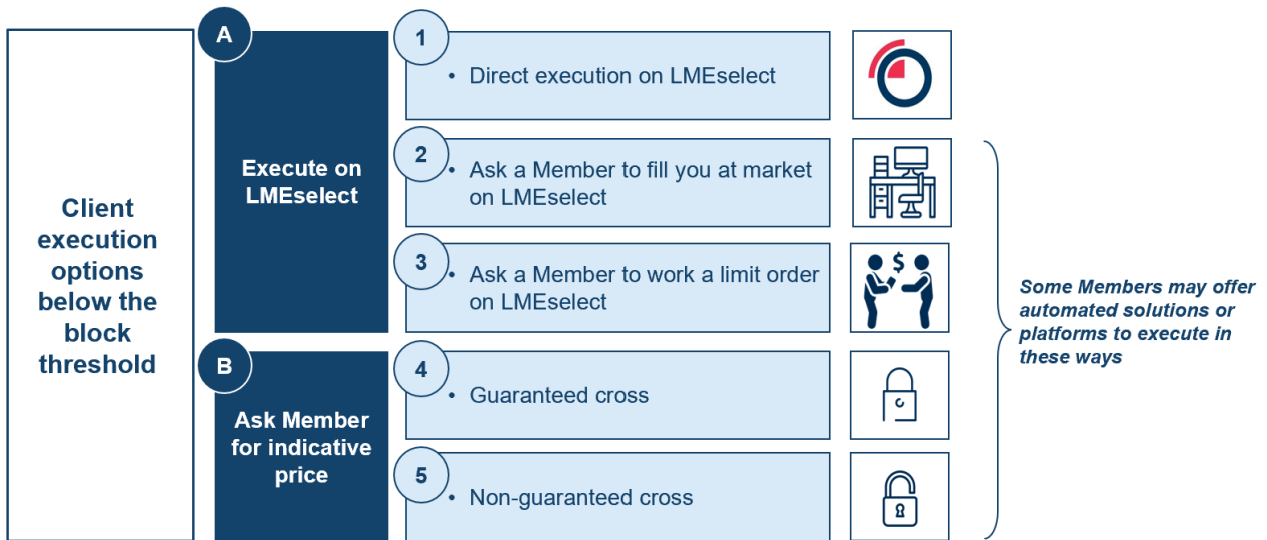 Client
execution
options
below the
block
threshold
A
Execute on
LMEselect
1
• Direct execution on LMEselect
2
• Ask a Member to fill you at market
on LMEselect
3
• Ask a Member to work a limit order
on LMEselect
$
B
Ask Member
for indicative
price
4
• Guaranteed cross
5
• Non-guaranteed cross
Some Members may offer
automated solutions or
platforms to execute in
these ways